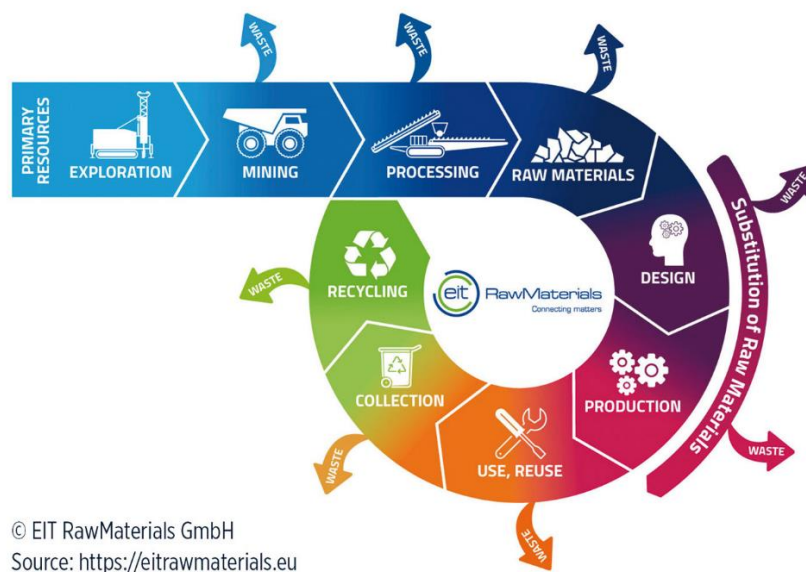 WASTE
WASTE
WASTE
PRIMARY
RESOURCES
EXPLORATION
MINING
PROCESSING
RAW MATERIALS
WASTE
Substitution of Raw Materials
DESIGN
RECYCLING
WASTE
eit RawMaterials
Connecting matters
COLLECTION
PRODUCTION
USE, REUSE
WASTE
WASTE
WASTE
© EIT RawMaterials GmbH
Source: https://eitrawmaterials.eu